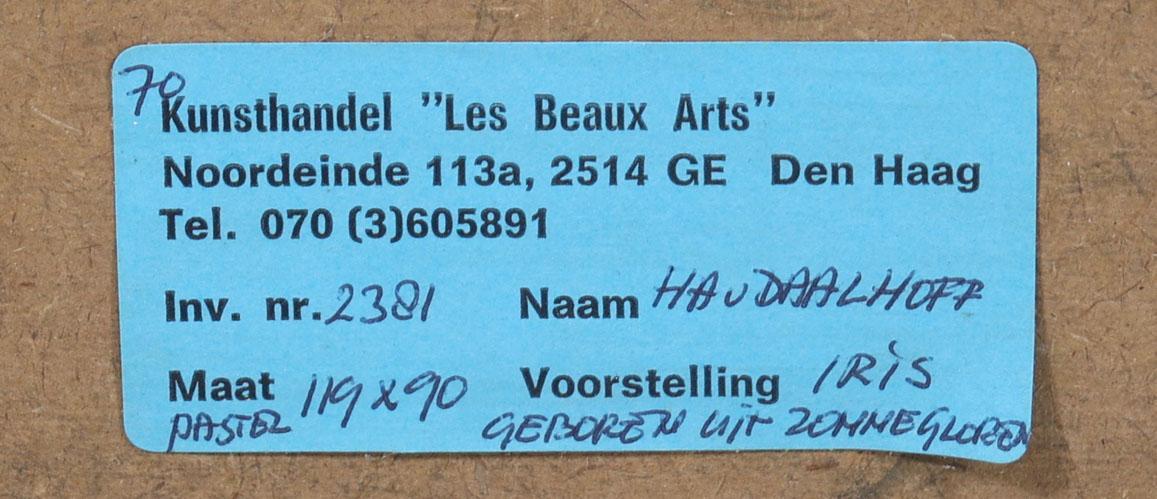 70
Kunsthandel "Les Beaux Arts"
Noordeinde 113a, 2514 GE Den Haag
Tel. 070 (3)605891
Inv. nr. 2381 Naam HAvDAALHOFF
Maat 119 x 90 Voorstelling IRIS
PASTEL GEBOREN UIT ZONNEGLOREN